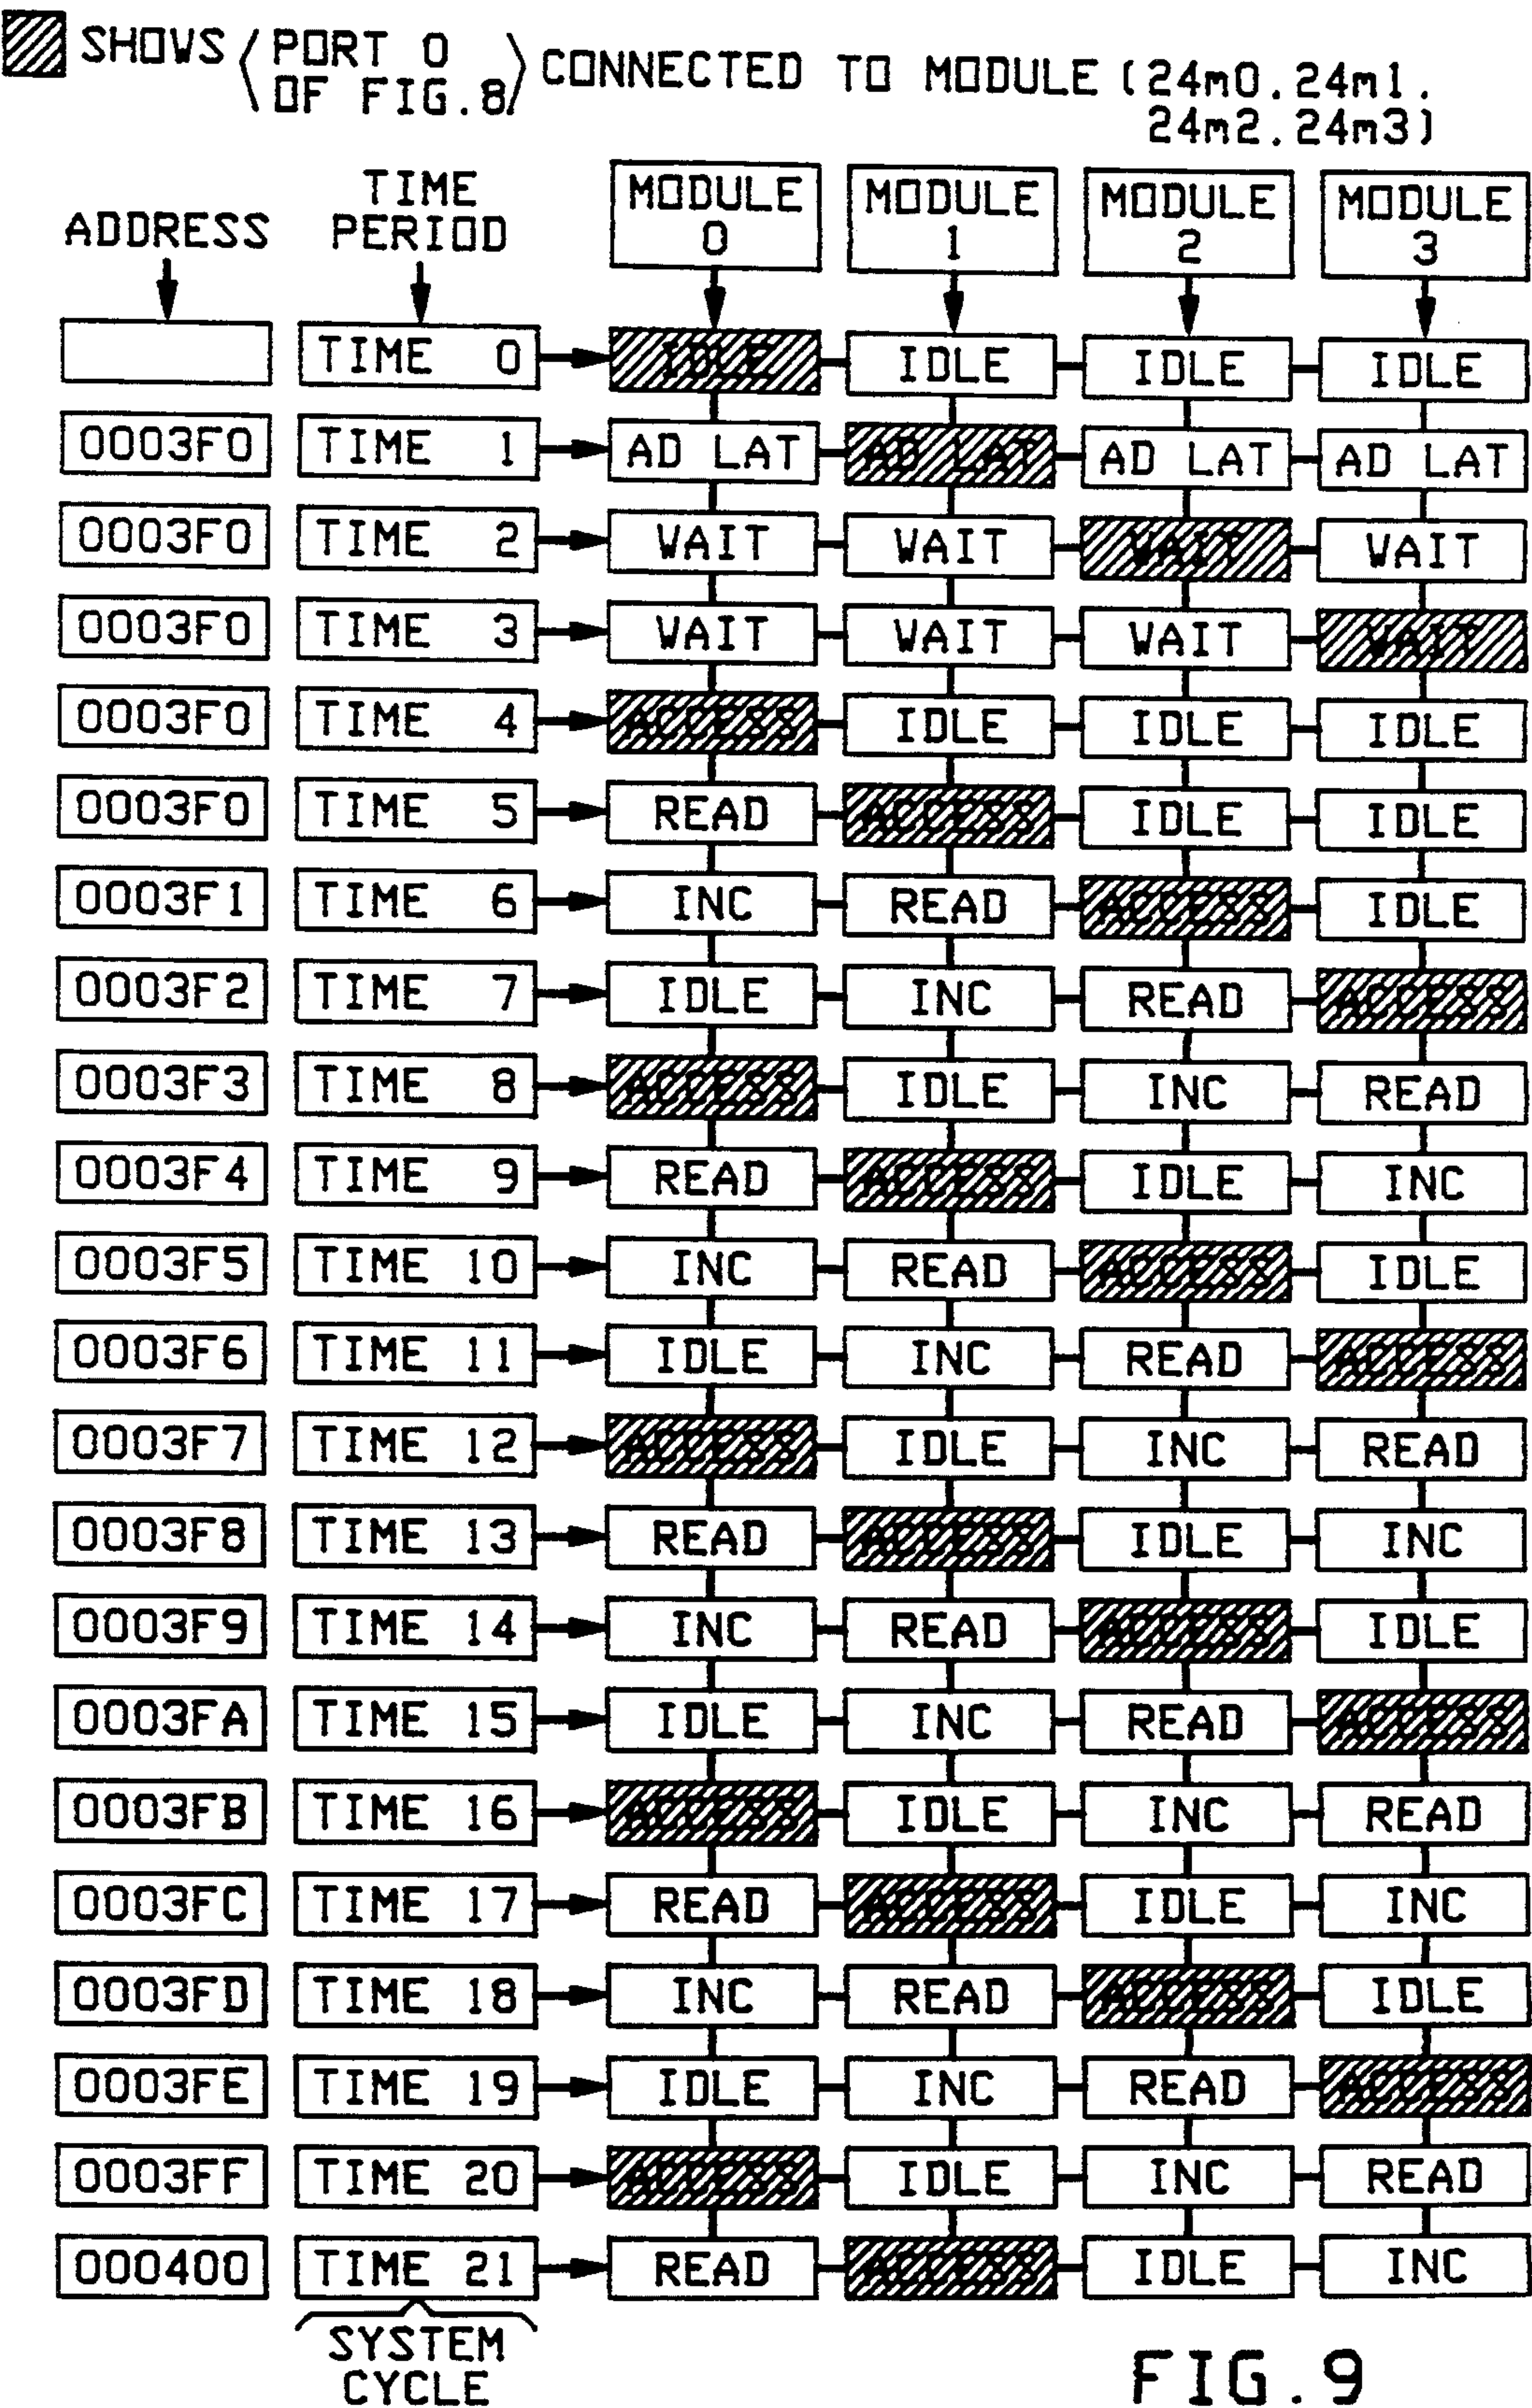 SHOWS PORT 0 OF FIG.8 CONNECTED TO MODULE (24m0.24m1.
24m2.24m3)
ADDRESS TIME PERIOD MODULE 0 MODULE 1 MODULE 2 MODULE 3
TIME 0 IDLE IDLE IDLE IDLE
0003F0 TIME 1 AD LAT AD LAT AD LAT AD LAT
0003F0 TIME 2 WAIT WAIT WAIT WAIT
0003F0 TIME 3 WAIT WAIT WAIT WAIT
0003F0 TIME 4 ACCESS IDLE IDLE IDLE
0003F0 TIME 5 READ ACCESS IDLE IDLE
0003F1 TIME 6 INC READ ACCESS IDLE
0003F2 TIME 7 IDLE INC READ ACCESS
0003F3 TIME 8 ACCESS IDLE INC READ
0003F4 TIME 9 READ ACCESS IDLE INC
0003F5 TIME 10 INC READ ACCESS IDLE
0003F6 TIME 11 IDLE INC READ ACCESS
0003F7 TIME 12 ACCESS IDLE INC READ
0003F8 TIME 13 READ ACCESS IDLE INC
0003F9 TIME 14 INC READ ACCESS IDLE
0003FA TIME 15 IDLE INC READ ACCESS
0003FB TIME 16 ACCESS IDLE INC READ
0003FC TIME 17 READ ACCESS IDLE INC
0003FD TIME 18 INC READ ACCESS IDLE
0003FE TIME 19 IDLE INC READ ACCESS
0003FF TIME 20 ACCESS IDLE INC READ
000400 TIME 21 READ ACCESS IDLE INC
SYSTEM
CYCLE
FIG.9